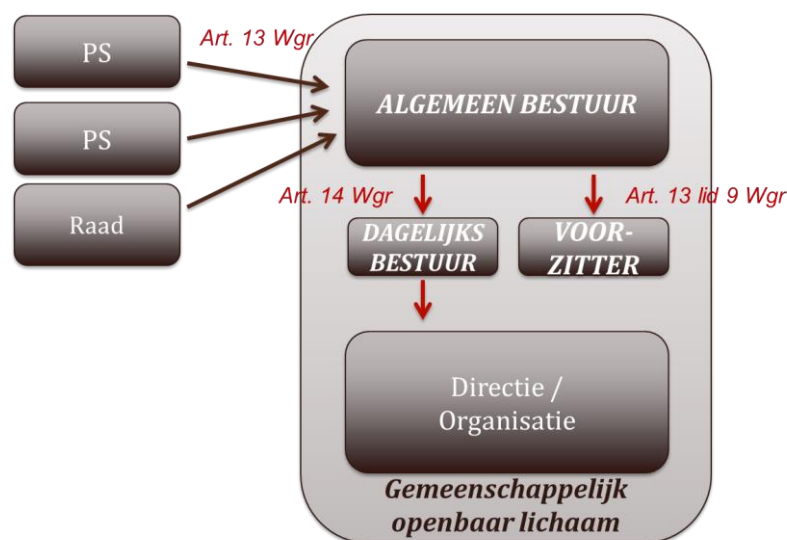 PS
Art. 13 Wgr
PS
Raad
ALGEMEEN BESTUUR
Art. 14 Wgr
Art. 13 lid 9 Wgr
DAGELIJKS
BESTUUR
VOOR-
ZITTER
Directie /
Organisatie
Gemeenschappelijk
openbaar lichaam